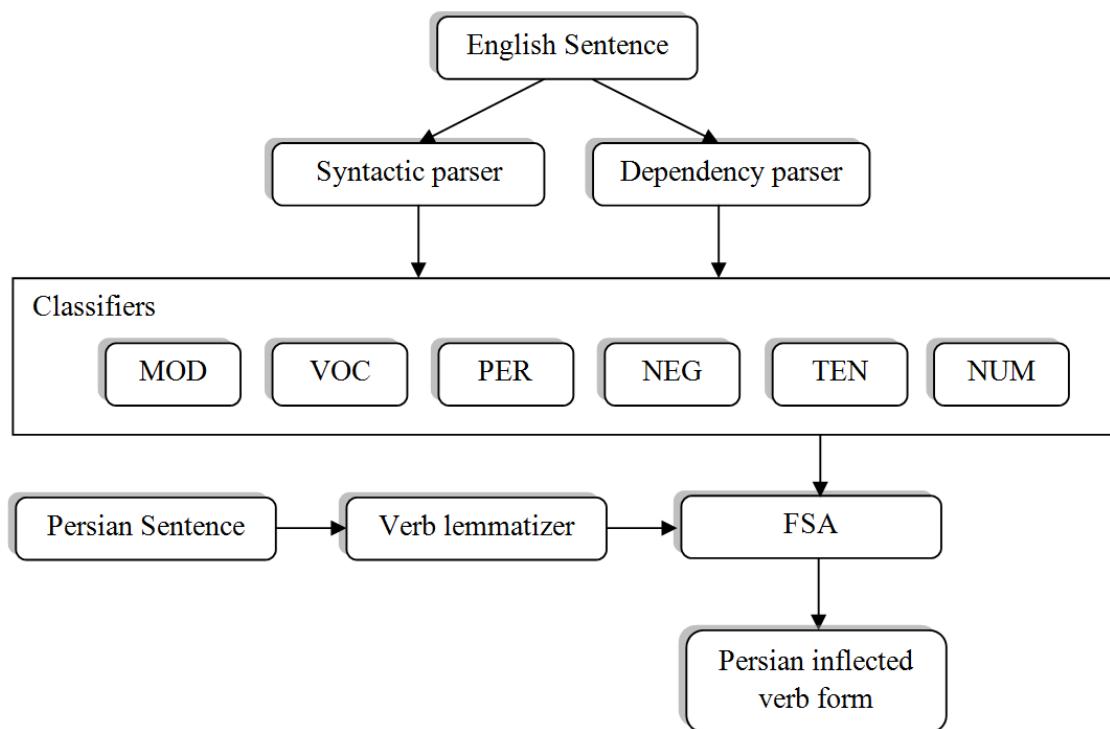 English Sentence
Syntactic parser
Dependency parser
Classifiers
MOD
VOC
PER
NEG
TEN
NUM
Persian Sentence
Verb lemmatizer
FSA
Persian inflected
verb form